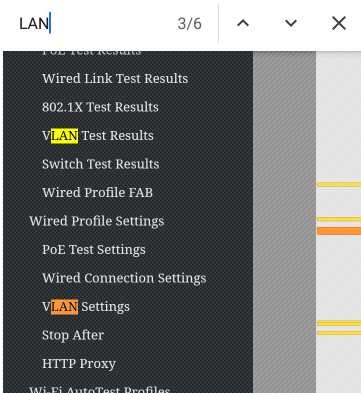 LAN 3/6
PoE Test Results
Wired Link Test Results
802.1X Test Results
VLAN Test Results
Switch Test Results
Wired Profile FAB
Wired Profile Settings
PoE Test Settings
Wired Connection Settings
VLAN Settings
Stop After
HTTP Proxy
Wi-Fi AutoTest Profiles